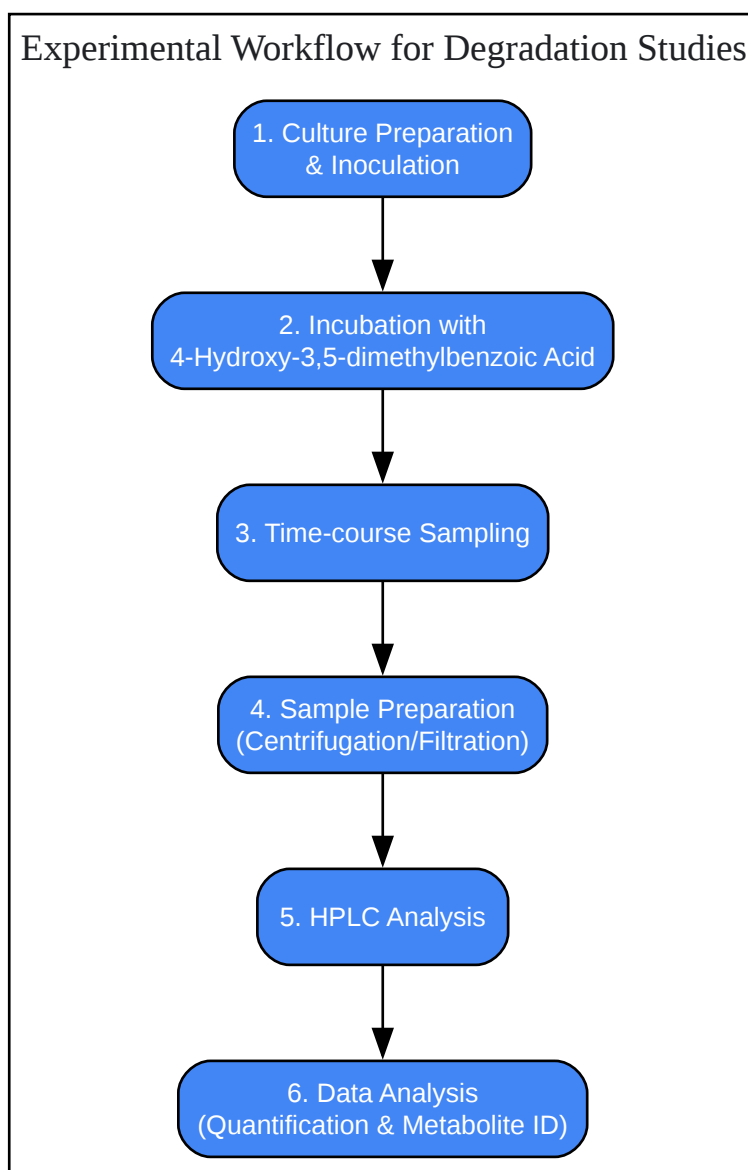 Experimental Workflow for Degradation Studies
1. Culture Preparation
& Inoculation
2. Incubation with
4-Hydroxy-3,5-dimethylbenzoic Acid
3. Time-course Sampling
4. Sample Preparation
(Centrifugation/Filtration)
5. HPLC Analysis
6. Data Analysis
(Quantification & Metabolite ID)